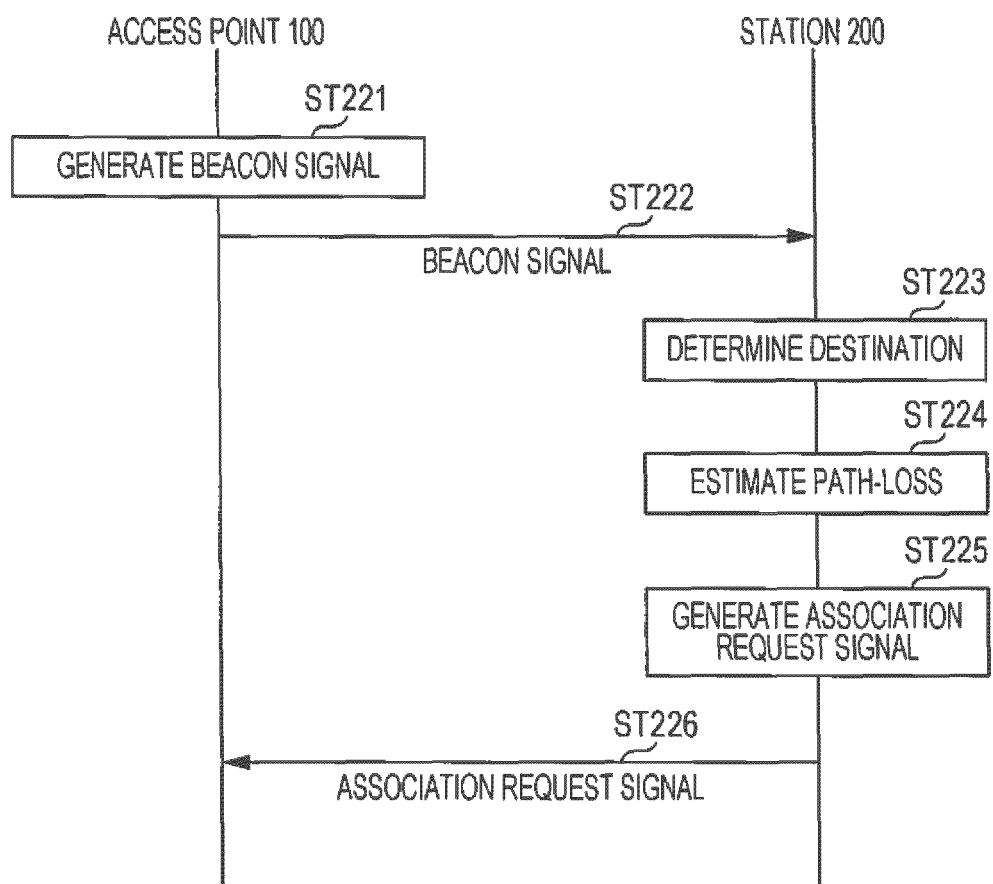 ACCESS POINT 100
STATION 200
ST221
GENERATE BEACON SIGNAL
ST222
BEACON SIGNAL
ST223
DETERMINE DESTINATION
ST224
ESTIMATE PATH-LOSS
ST225
GENERATE ASSOCIATION
REQUEST SIGNAL
ST226
ASSOCIATION REQUEST SIGNAL